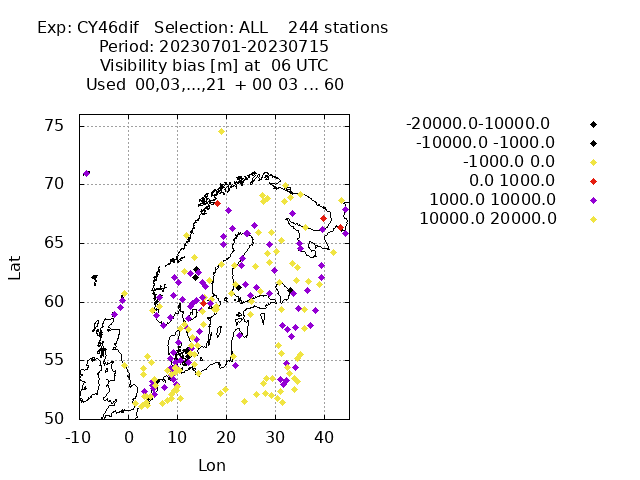 Exp: CY46dif   Selection: ALL    244 stations
Period: 20230701-20230715
Visibility bias [m] at  06 UTC
Used  00,03,...,21  + 00 03 ... 60
-20000.0-10000.0
-10000.0 -1000.0
-1000.0 0.0
0.0 1000.0
1000.0 10000.0
10000.0 20000.0
75
70
65
60
55
50
Lat
-10 0 10 20 30 40
Lon